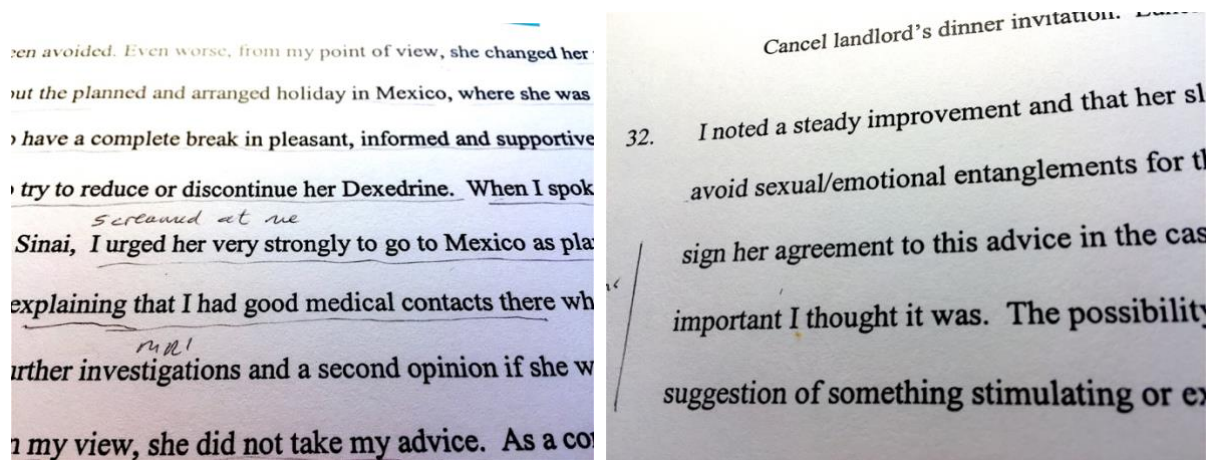 en avoided. Even worse, from my point of view, she changed her
out the planned and arranged holiday in Mexico, where she was
o have a complete break in pleasant, informed and supportive
try to reduce or discontinue her Dexedrine. When I spok
screamed at me
Sinai, I urged her very strongly to go to Mexico as pla
explaining that I had good medical contacts there wh
MRI
urther investigations and a second opinion if she w
n my view, she did not take my advice. As a co
Cancel landlord's dinner invitation.
32. I noted a steady improvement and that her sl
avoid sexual/emotional entanglements for t
sign her agreement to this advice in the cas
important I thought it was. The possibility
suggestion of something stimulating or ex